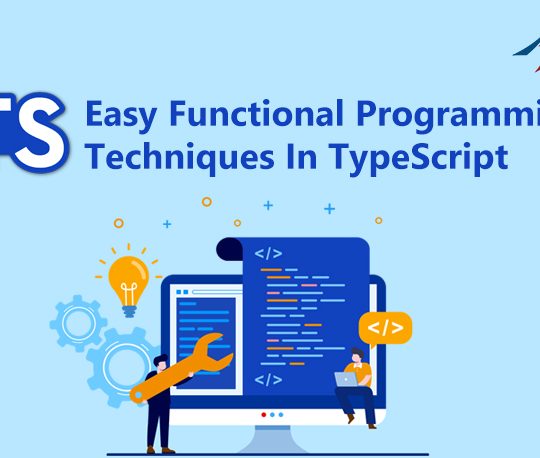 TS
Easy Functional Programmi
Techniques In TypeScript
</>
</>
</>